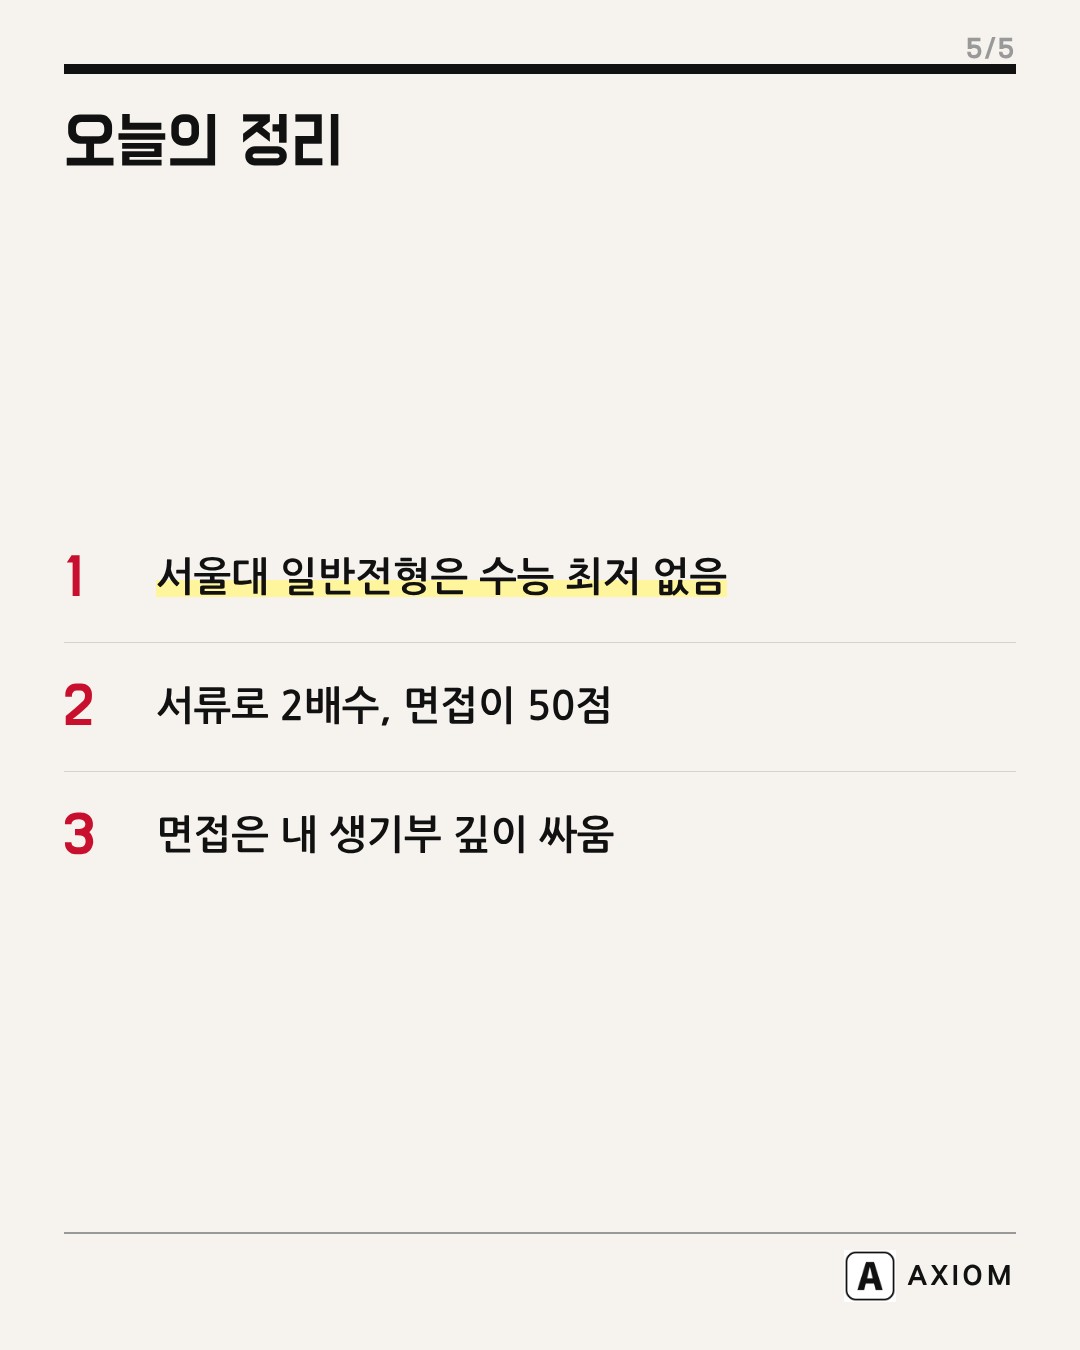 5/5
오늘의 정리
1 서울대 일반전형은 수능 최저 없음
2 서류로 2배수, 면접이 50점
3 면접은 내 생기부 깊이 싸움
A AXIOM